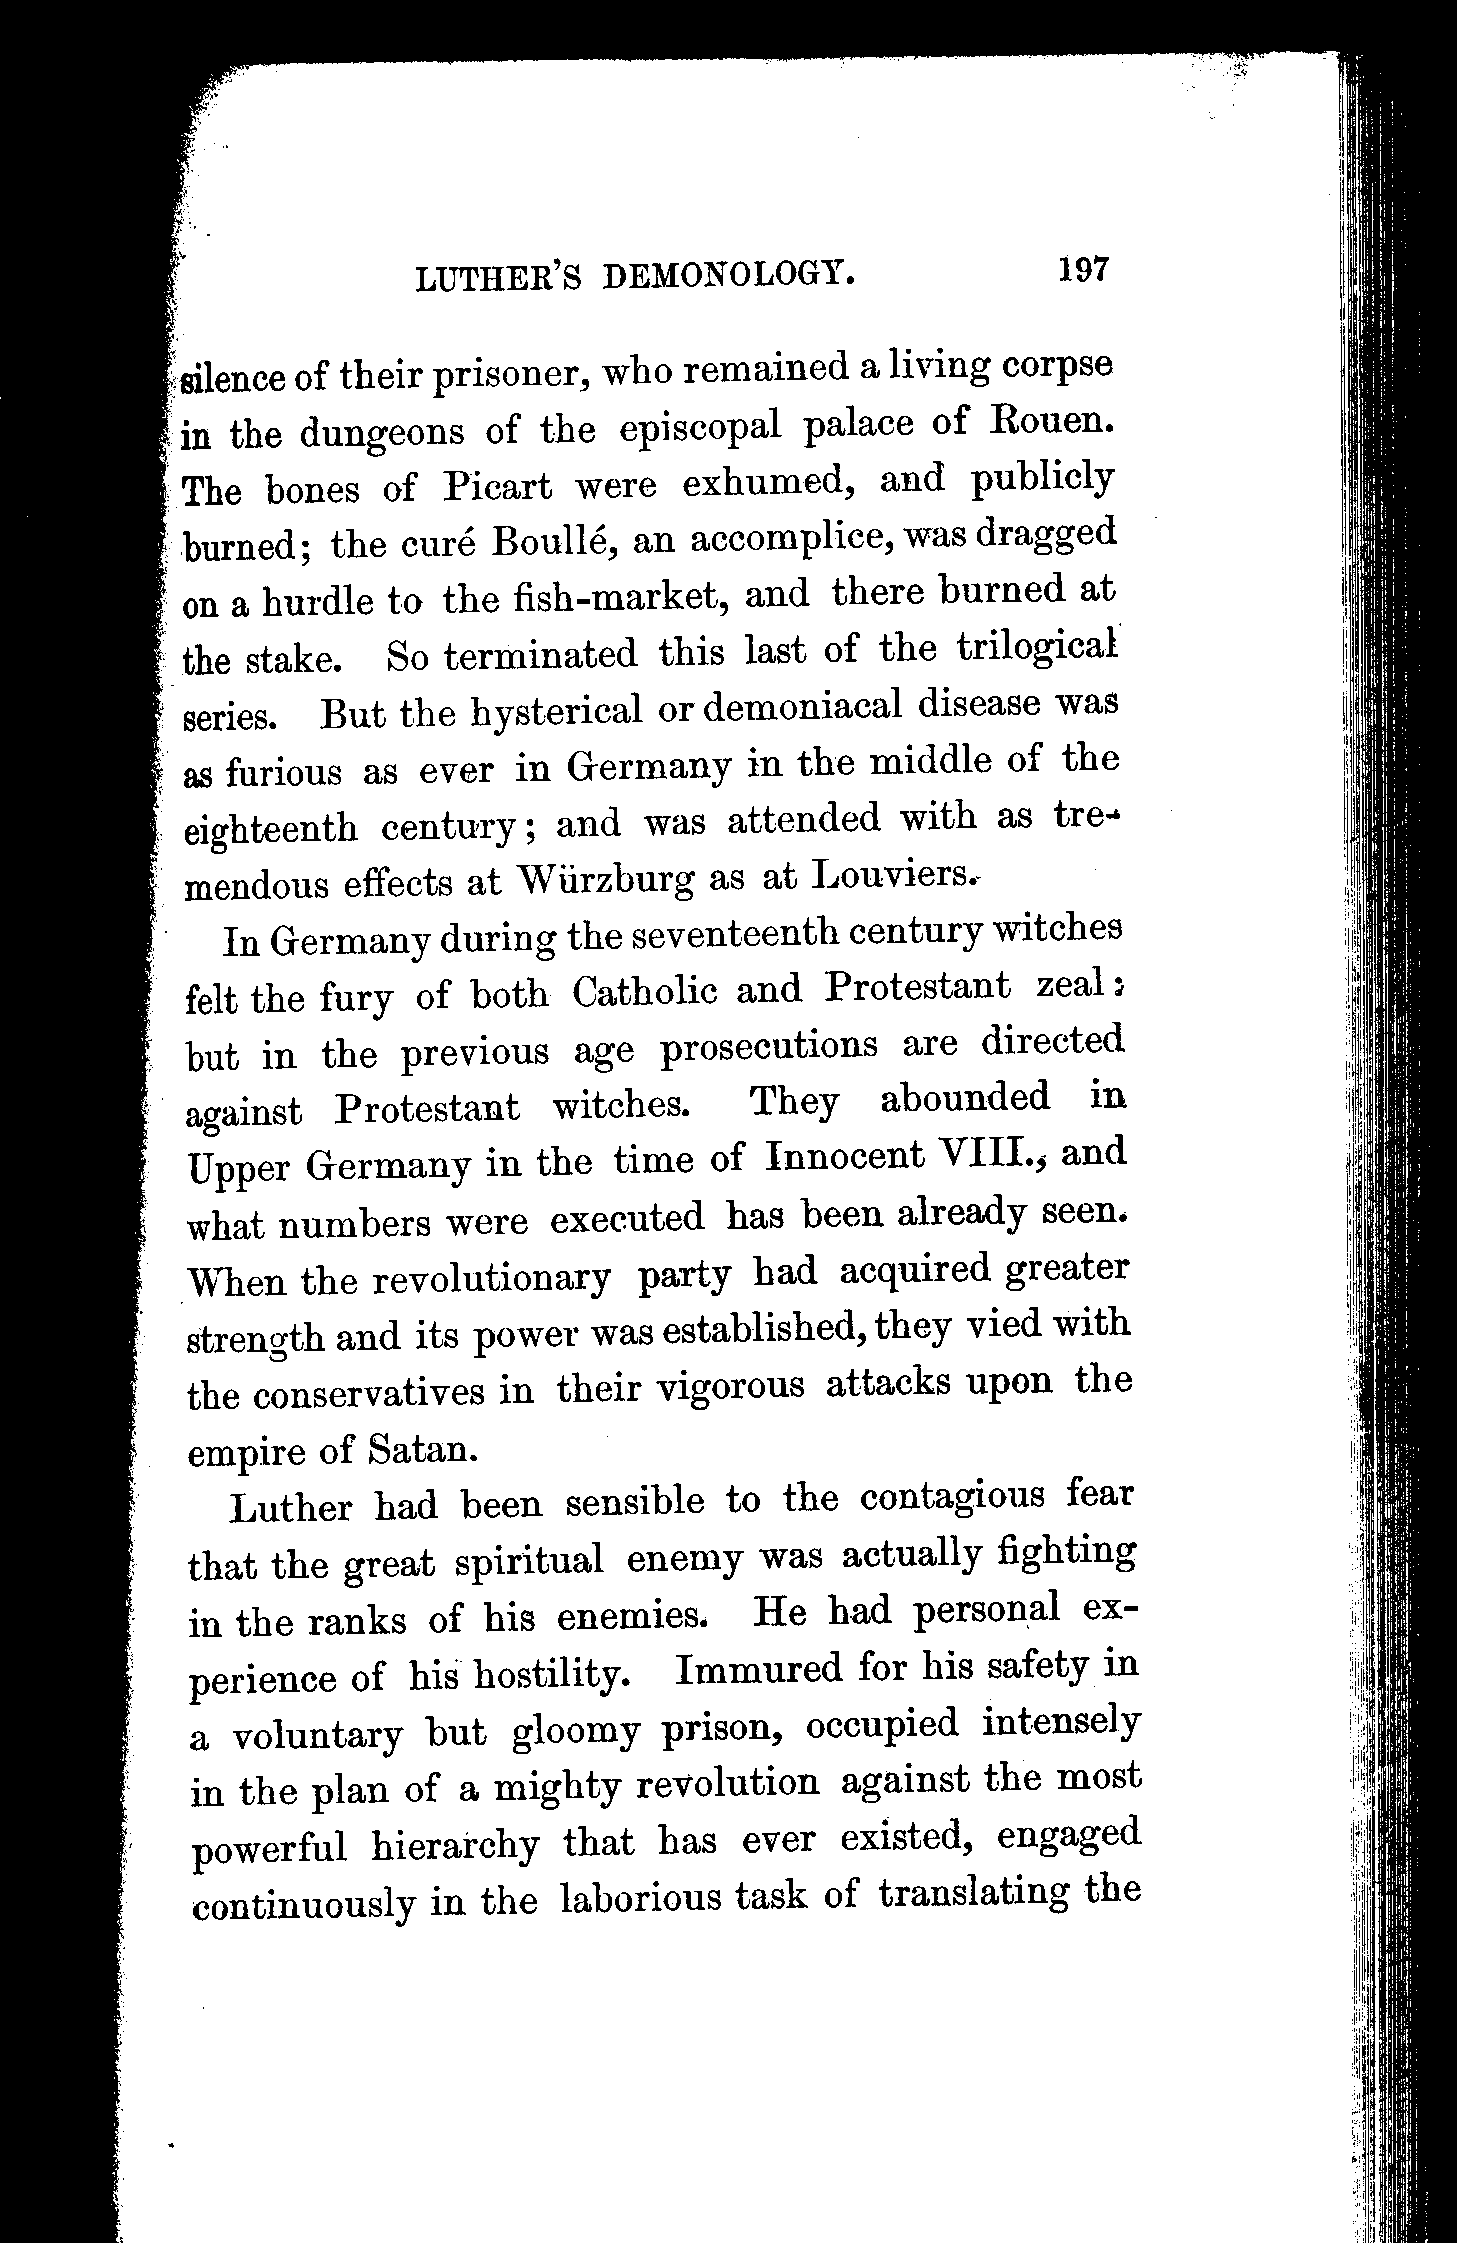 LUTHER'S DEMONOLOGY. 197
silence of their prisoner, who remained a living corpse
in the dungeons of the episcopal palace of Rouen.
The bones of Picart were exhumed, and publicly
burned; the curé Boullé, an accomplice, was dragged
on a hurdle to the fish-market, and there burned at
the stake. So terminated this last of the trilogical
series. But the hysterical or demoniacal disease was
as furious as ever in Germany in the middle of the
eighteenth century; and was attended with as tre-
mendous effects at Würzburg as at Louviers.
In Germany during the seventeenth century witches
felt the fury of both Catholic and Protestant zeal;
but in the previous age prosecutions are directed
against Protestant witches. They abounded in
Upper Germany in the time of Innocent VIII., and
what numbers were executed has been already seen.
When the revolutionary party had acquired greater
strength and its power was established, they vied with
the conservatives in their vigorous attacks upon the
empire of Satan.
Luther had been sensible to the contagious fear
that the great spiritual enemy was actually fighting
in the ranks of his enemies. He had personal ex-
perience of his hostility. Immured for his safety in
a voluntary but gloomy prison, occupied intensely
in the plan of a mighty revolution against the most
powerful hierarchy that has ever existed, engaged
continuously in the laborious task of translating the